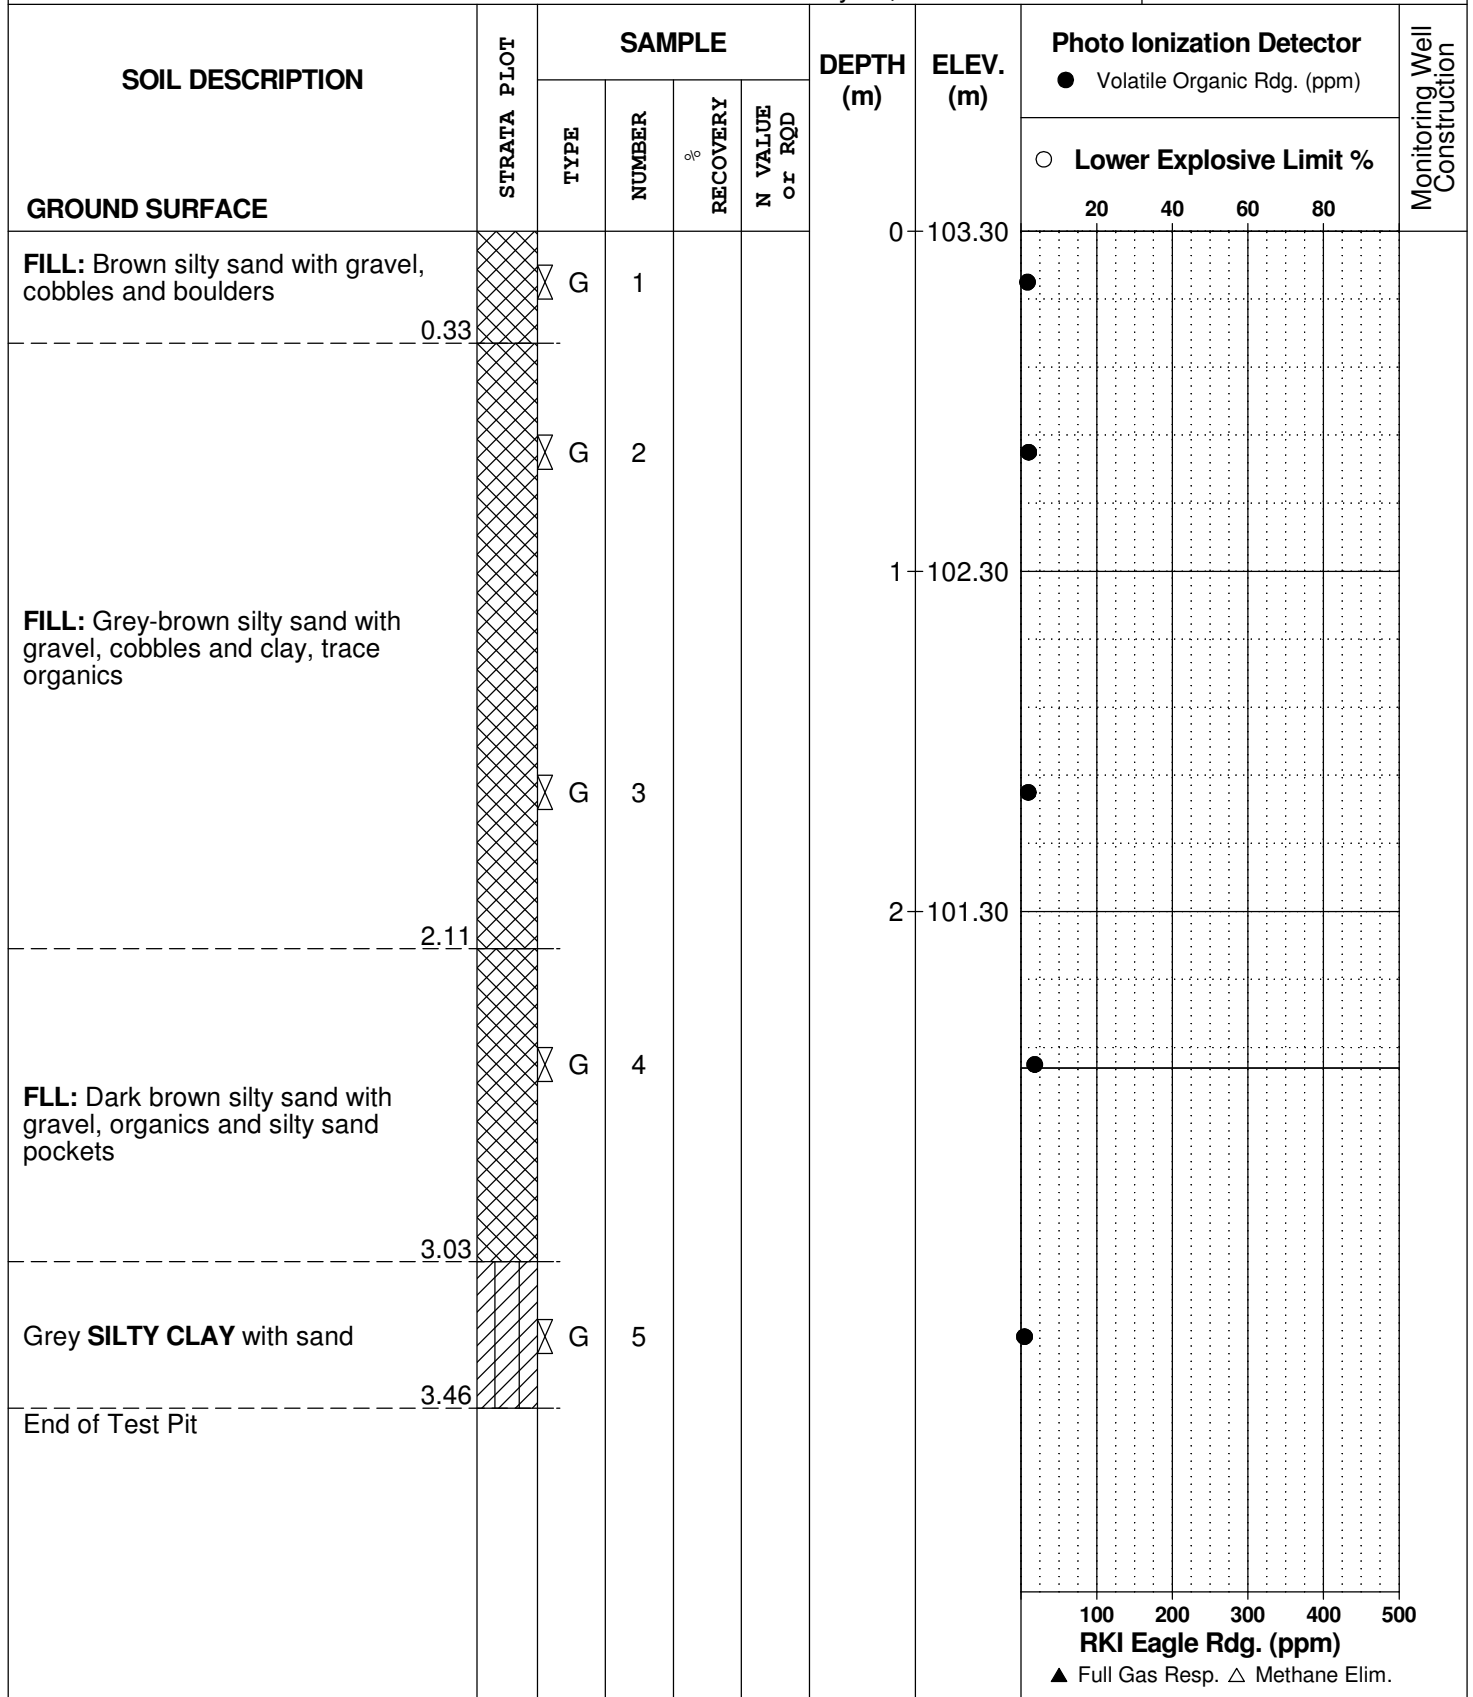 SOIL DESCRIPTION
GROUND SURFACE
STRATA PLOT
SAMPLE
TYPE
NUMBER
%
RECOVERY
N VALUE
or RQD
DEPTH
(m)
ELEV.
(m)
Photo Ionization Detector
● Volatile Organic Rdg. (ppm)
○ Lower Explosive Limit %
20 40 60 80
Monitoring Well
Construction
0 103.30
FILL: Brown silty sand with gravel,
cobbles and boulders
G 1
0.33
G 2
1 102.30
FILL: Grey-brown silty sand with
gravel, cobbles and clay, trace
organics
G 3
2 101.30
2.11
G 4
FLL: Dark brown silty sand with
gravel, organics and silty sand
pockets
3.03
Grey SILTY CLAY with sand
G 5
3.46
End of Test Pit
100 200 300 400 500
RKI Eagle Rdg. (ppm)
▲ Full Gas Resp. △ Methane Elim.